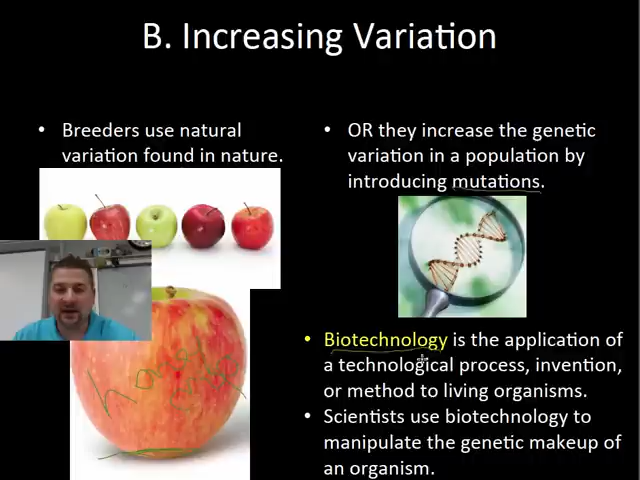 B. Increasing Variation
• Breeders use natural
variation found in nature.
• OR they increase the genetic
variation in a population by
introducing mutations.
• Biotechnology is the application of
a technological process, invention,
or method to living organisms.
• Scientists use biotechnology to
manipulate the genetic makeup of
an organism.